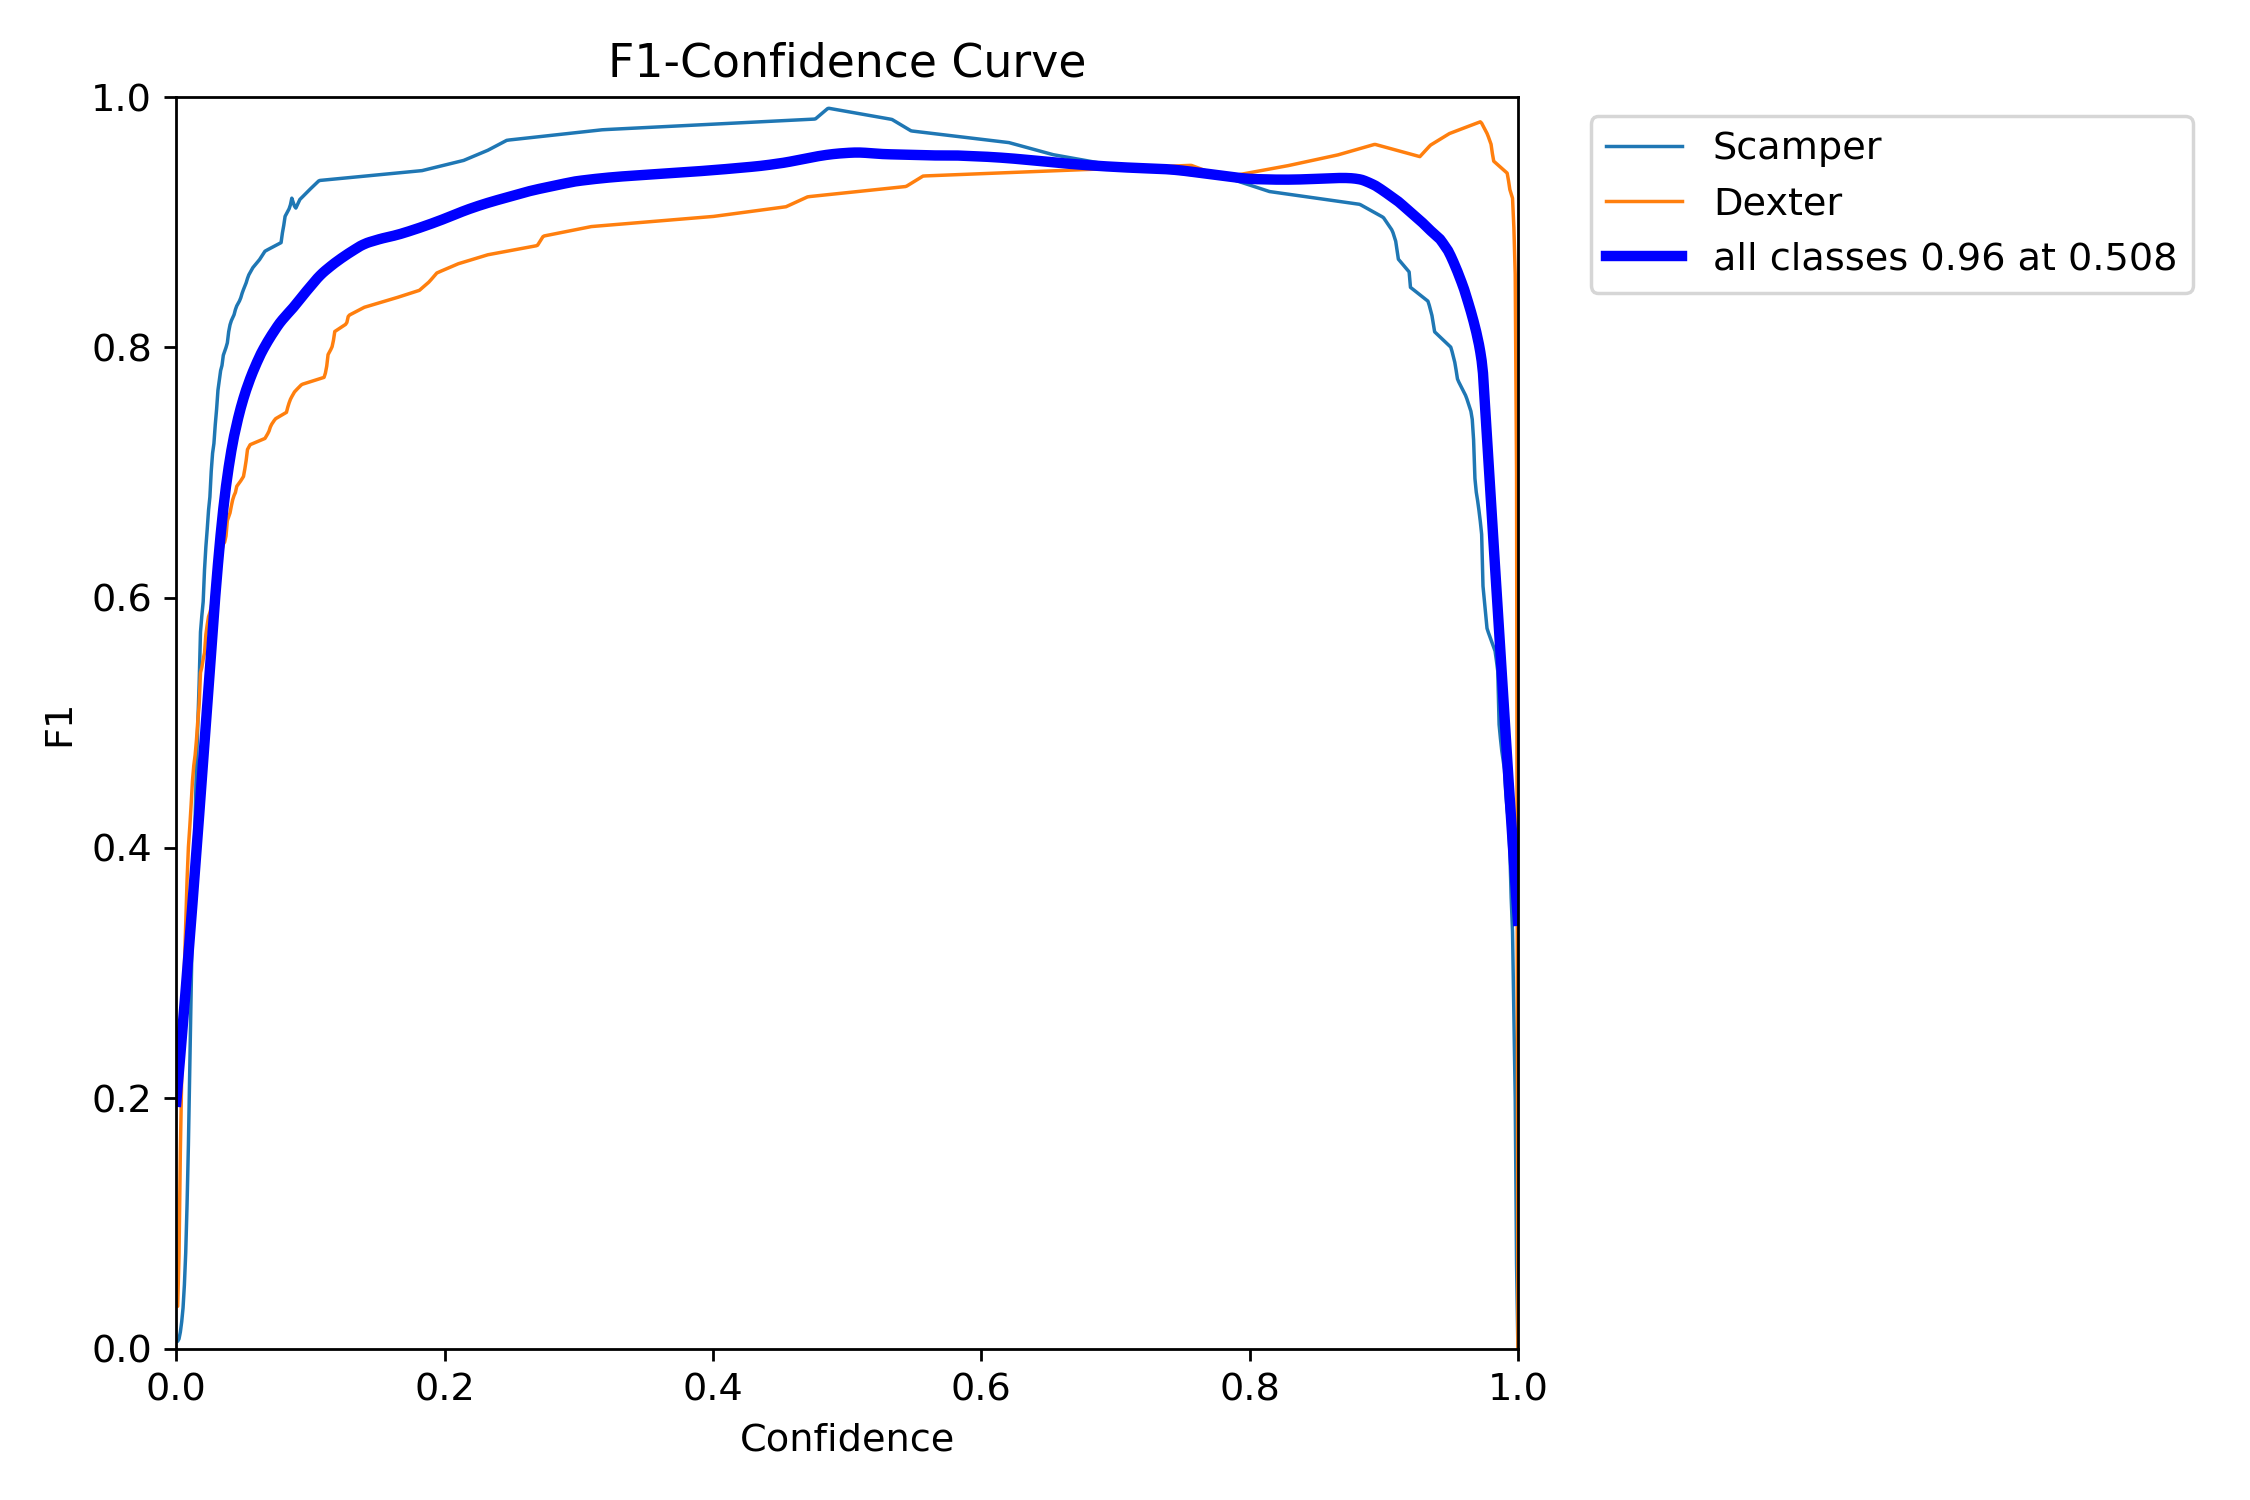 F1-Confidence Curve
1.0
0.8
0.6
0.4
0.2
0.0
F1
0.0 0.2 0.4 0.6 0.8 1.0
Confidence
Scamper
Dexter
all classes 0.96 at 0.508